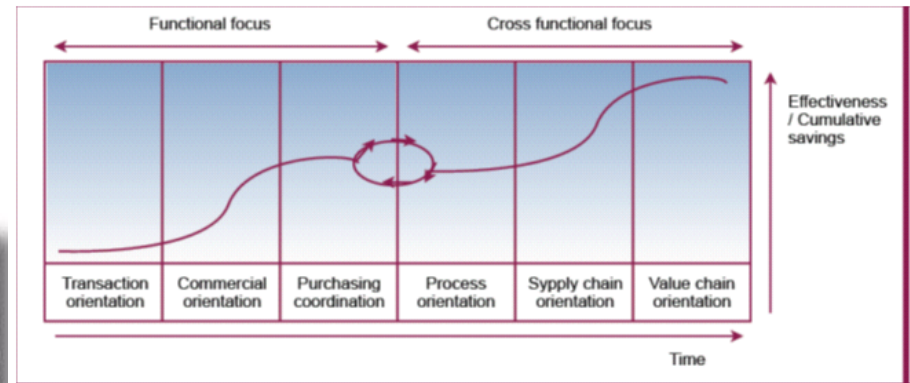 Functional focus
Cross functional focus
Effectiveness
/ Cumulative
savings
Transaction
orientation
Commercial
orientation
Purchasing
coordination
Process
orientation
Sypply chain
orientation
Value chain
orientation
Time